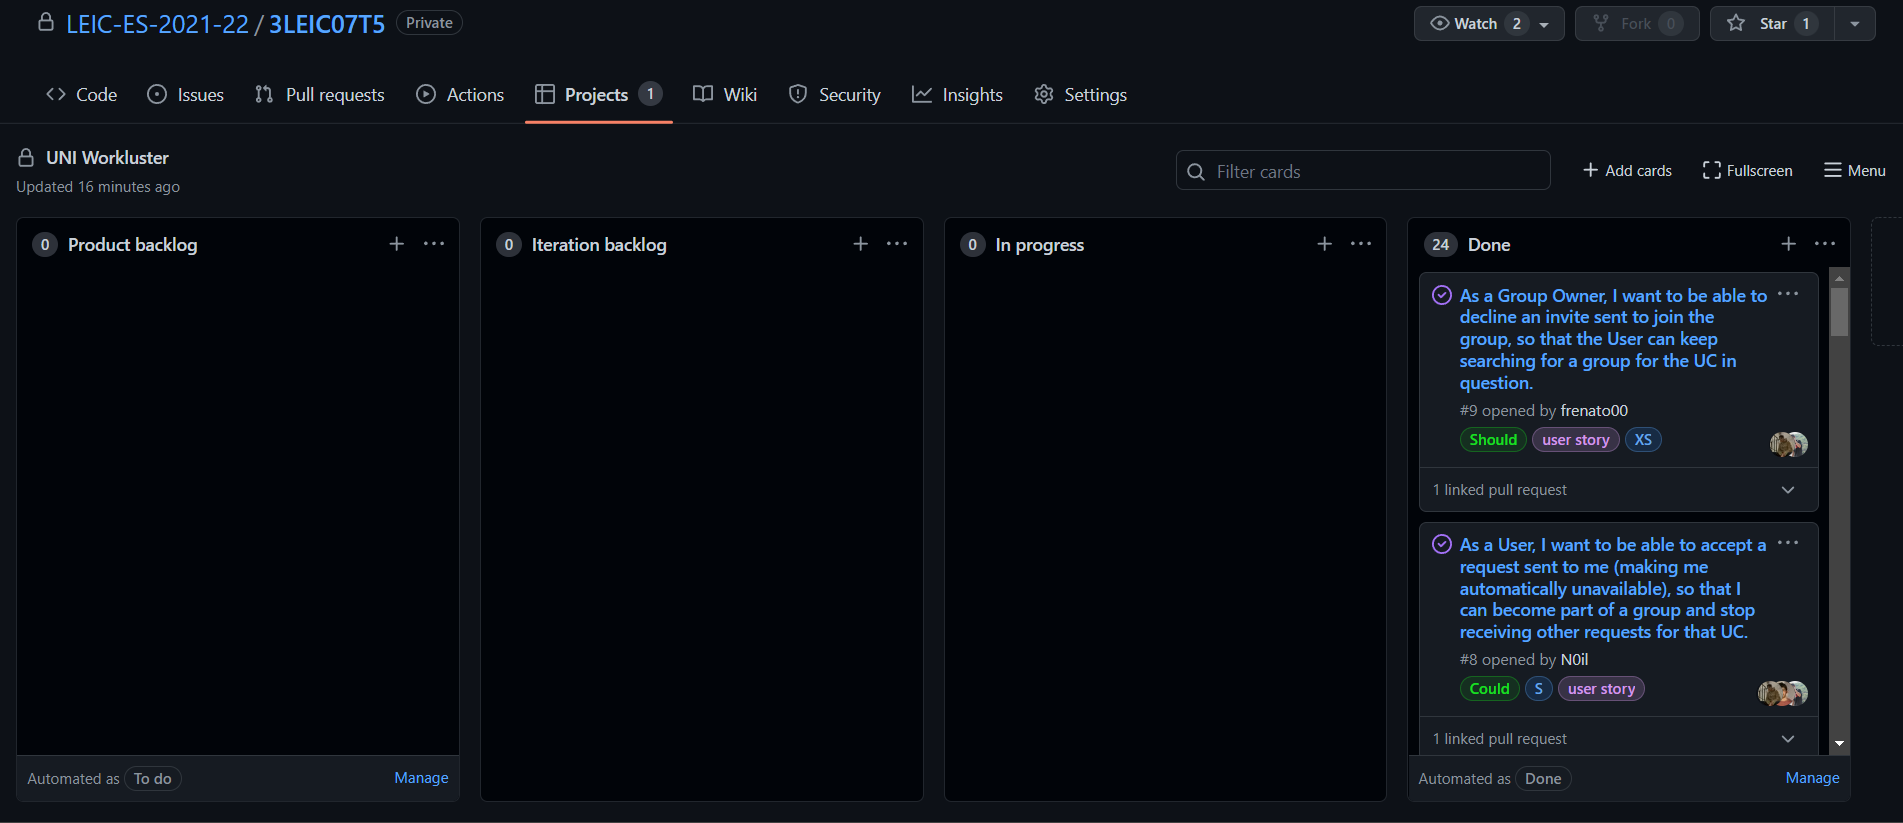 LEIC-ES-2021-22 / 3LEIC07T5 Private
Watch 2
Fork 0
Star 1
Code
Issues
Pull requests
Actions
Projects 1
Wiki
Security
Insights
Settings
UNI Workluster
Updated 16 minutes ago
Filter cards
Add cards
Fullscreen
Menu
0 Product backlog
Automated as To do
Manage
0 Iteration backlog
0 In progress
24 Done
As a Group Owner, I want to be able to
decline an invite sent to join the
group, so that the User can keep
searching for a group for the UC in
question.
#9 opened by frenato00
Should user story XS
1 linked pull request
As a User, I want to be able to accept a
request sent to me (making me
automatically unavailable), so that I
can become part of a group and stop
receiving other requests for that UC.
#8 opened by N0il
Could S user story
1 linked pull request
Automated as Done
Manage